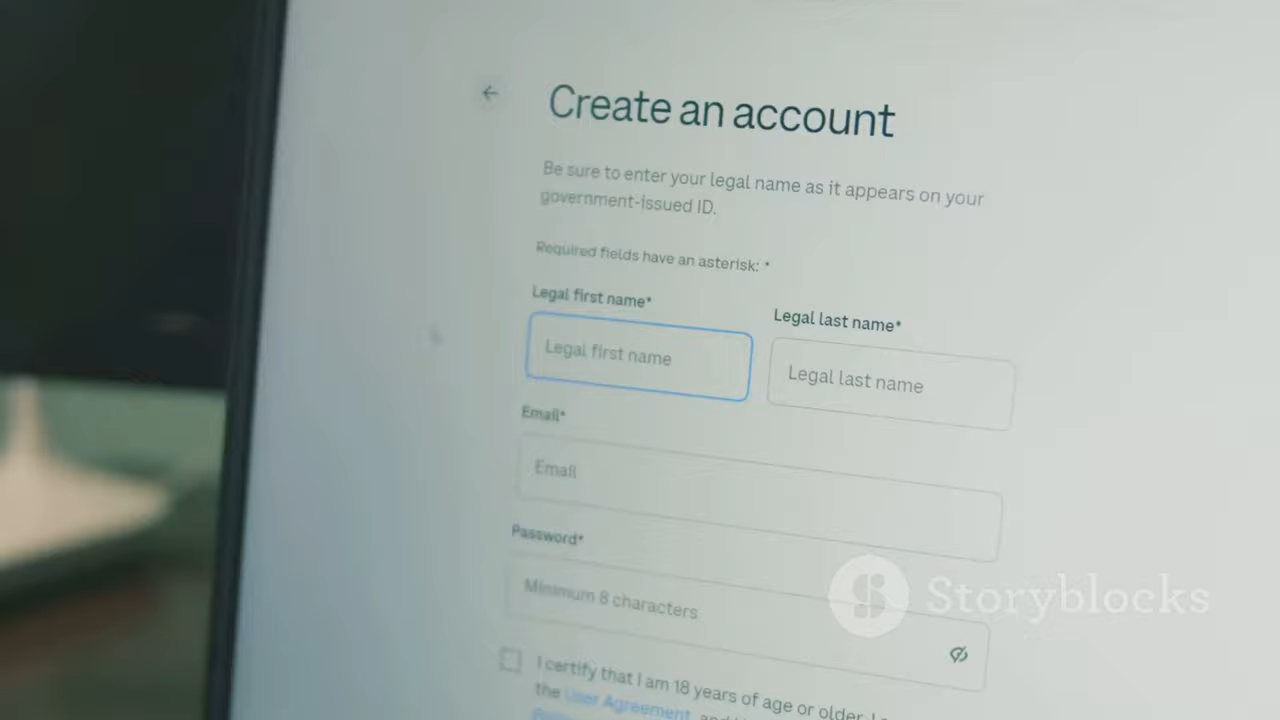 Create an account
Be sure to enter your legal name as it appears on your
government-issued ID.
Required fields have an asterisk: *
Legal first name*
Legal last name*
Legal first name
Legal last name
Email*
Email
Password*
Minimum 8 characters
Storyblocks
I certify that I am 18 years of age or older, I
the User Agreement, and